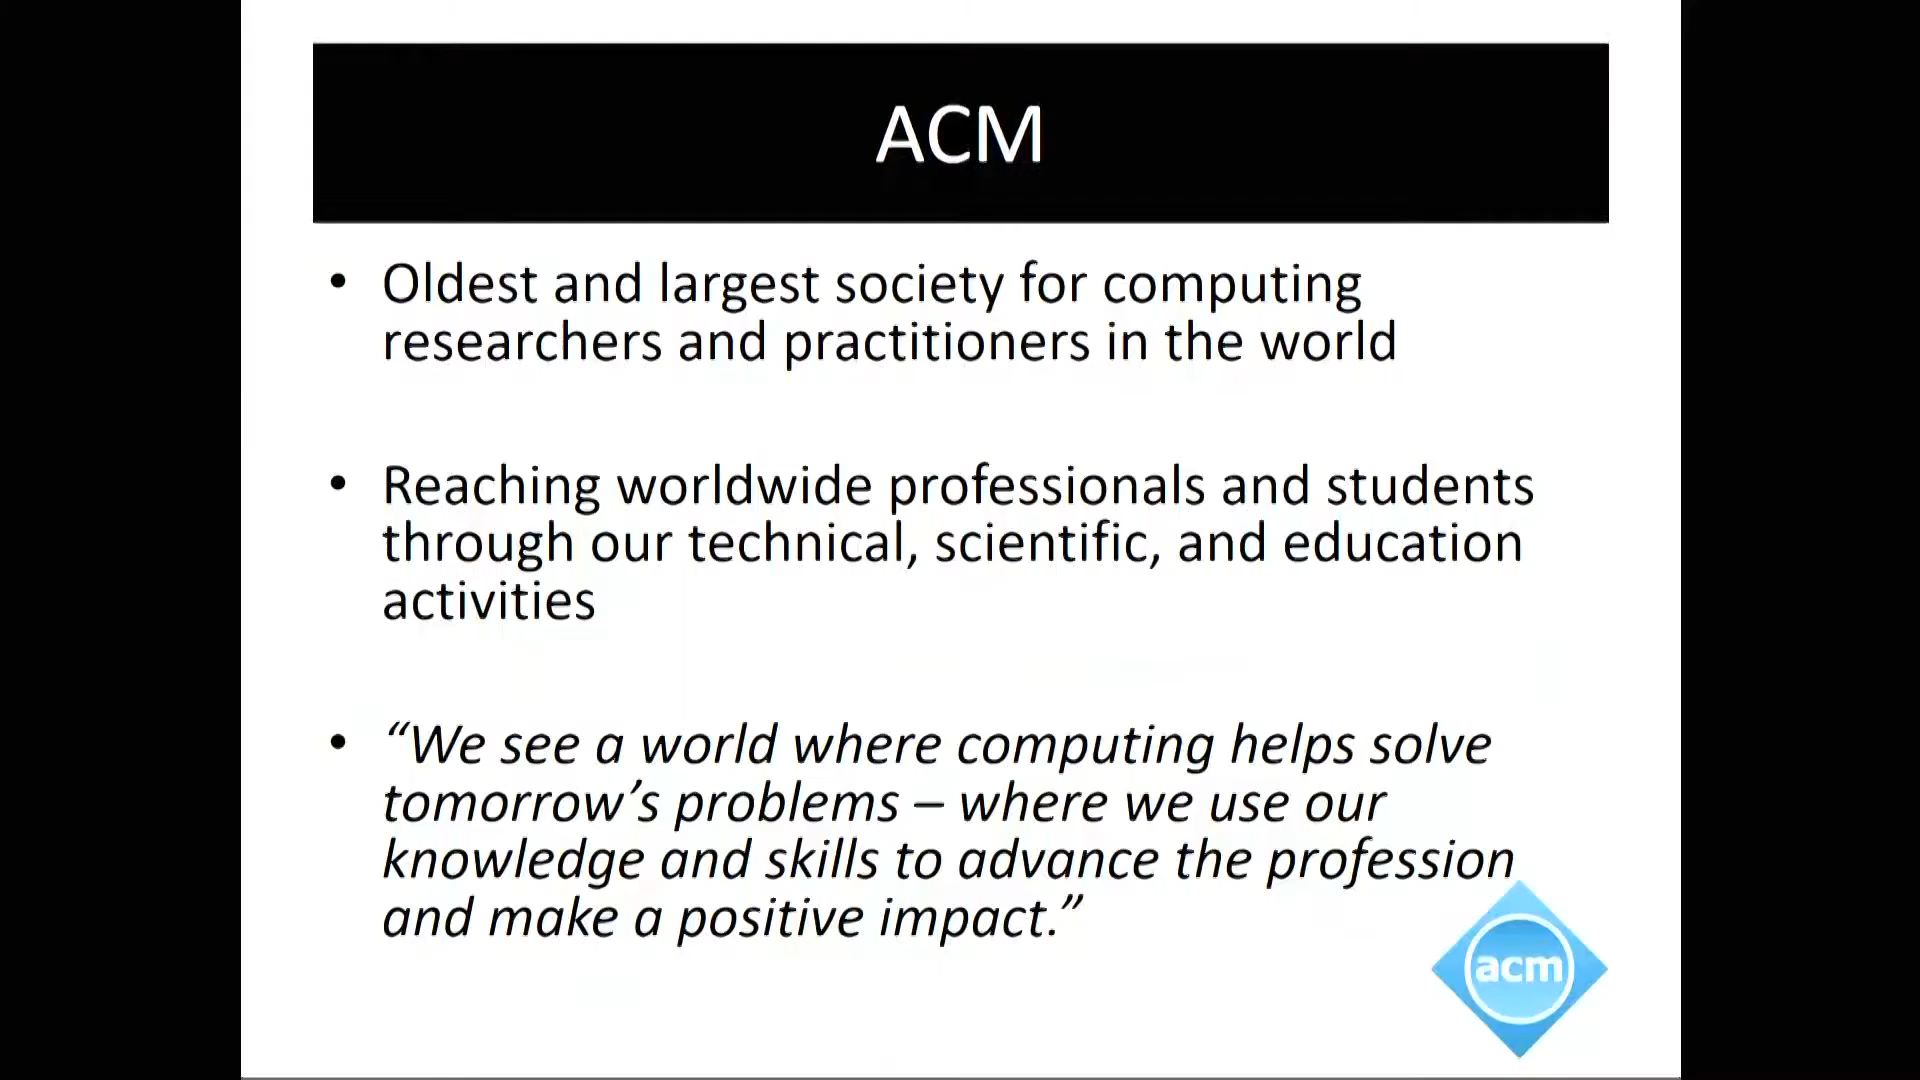 ACM
• Oldest and largest society for computing
researchers and practitioners in the world
• Reaching worldwide professionals and students
through our technical, scientific, and education
activities
• “We see a world where computing helps solve
tomorrow’s problems – where we use our
knowledge and skills to advance the profession
and make a positive impact.”
acm